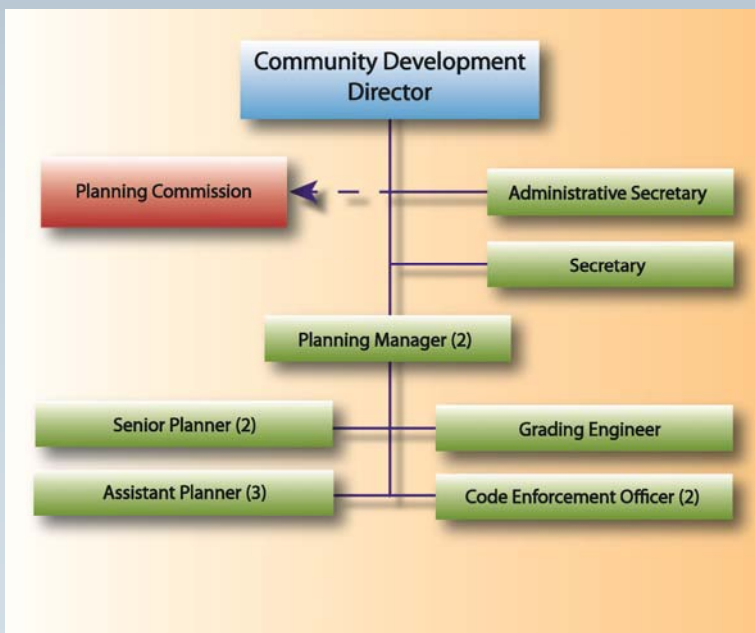 Community Development
Director
Planning Commission
Administrative Secretary
Secretary
Planning Manager (2)
Senior Planner (2)
Grading Engineer
Assistant Planner (3)
Code Enforcement Officer (2)